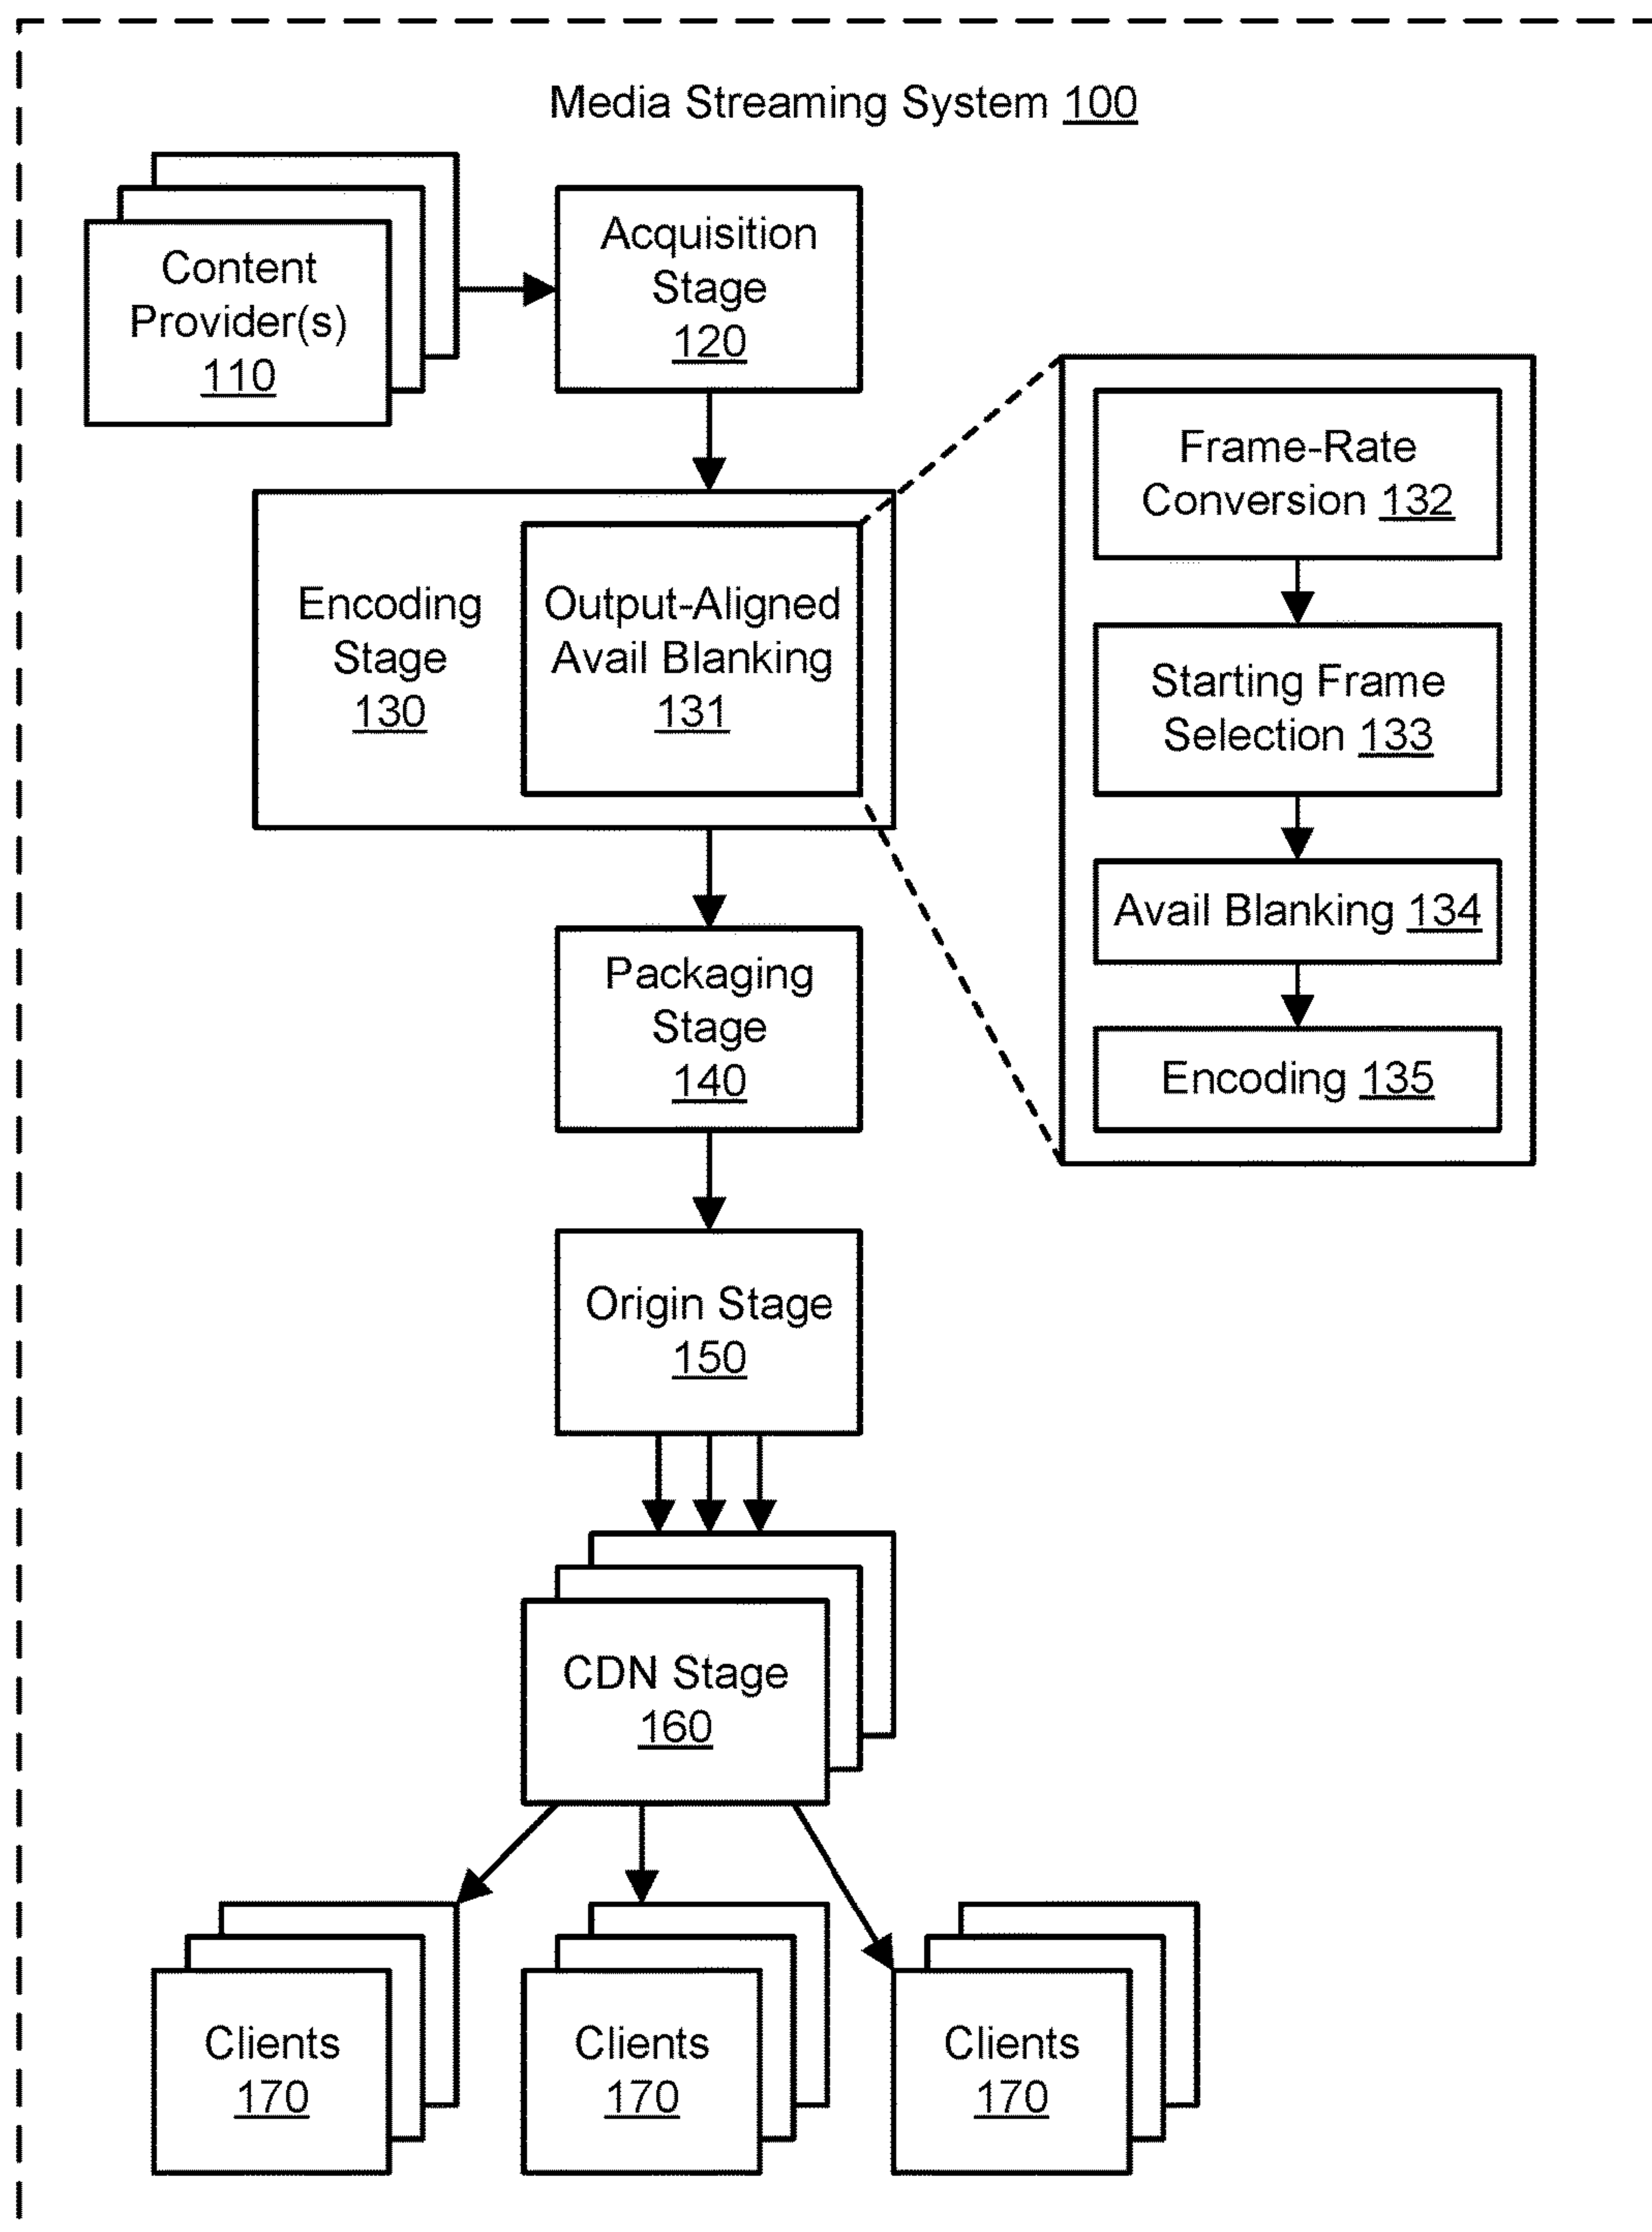 Media Streaming System 100
Content
Provider(s)
110
Acquisition
Stage
120
Encoding
Stage
130
Output-Aligned
Avail Blanking
131
Frame-Rate
Conversion 132
Starting Frame
Selection 133
Avail Blanking 134
Encoding 135
Packaging
Stage
140
Origin Stage
150
CDN Stage
160
Clients
170
Clients
170
Clients
170